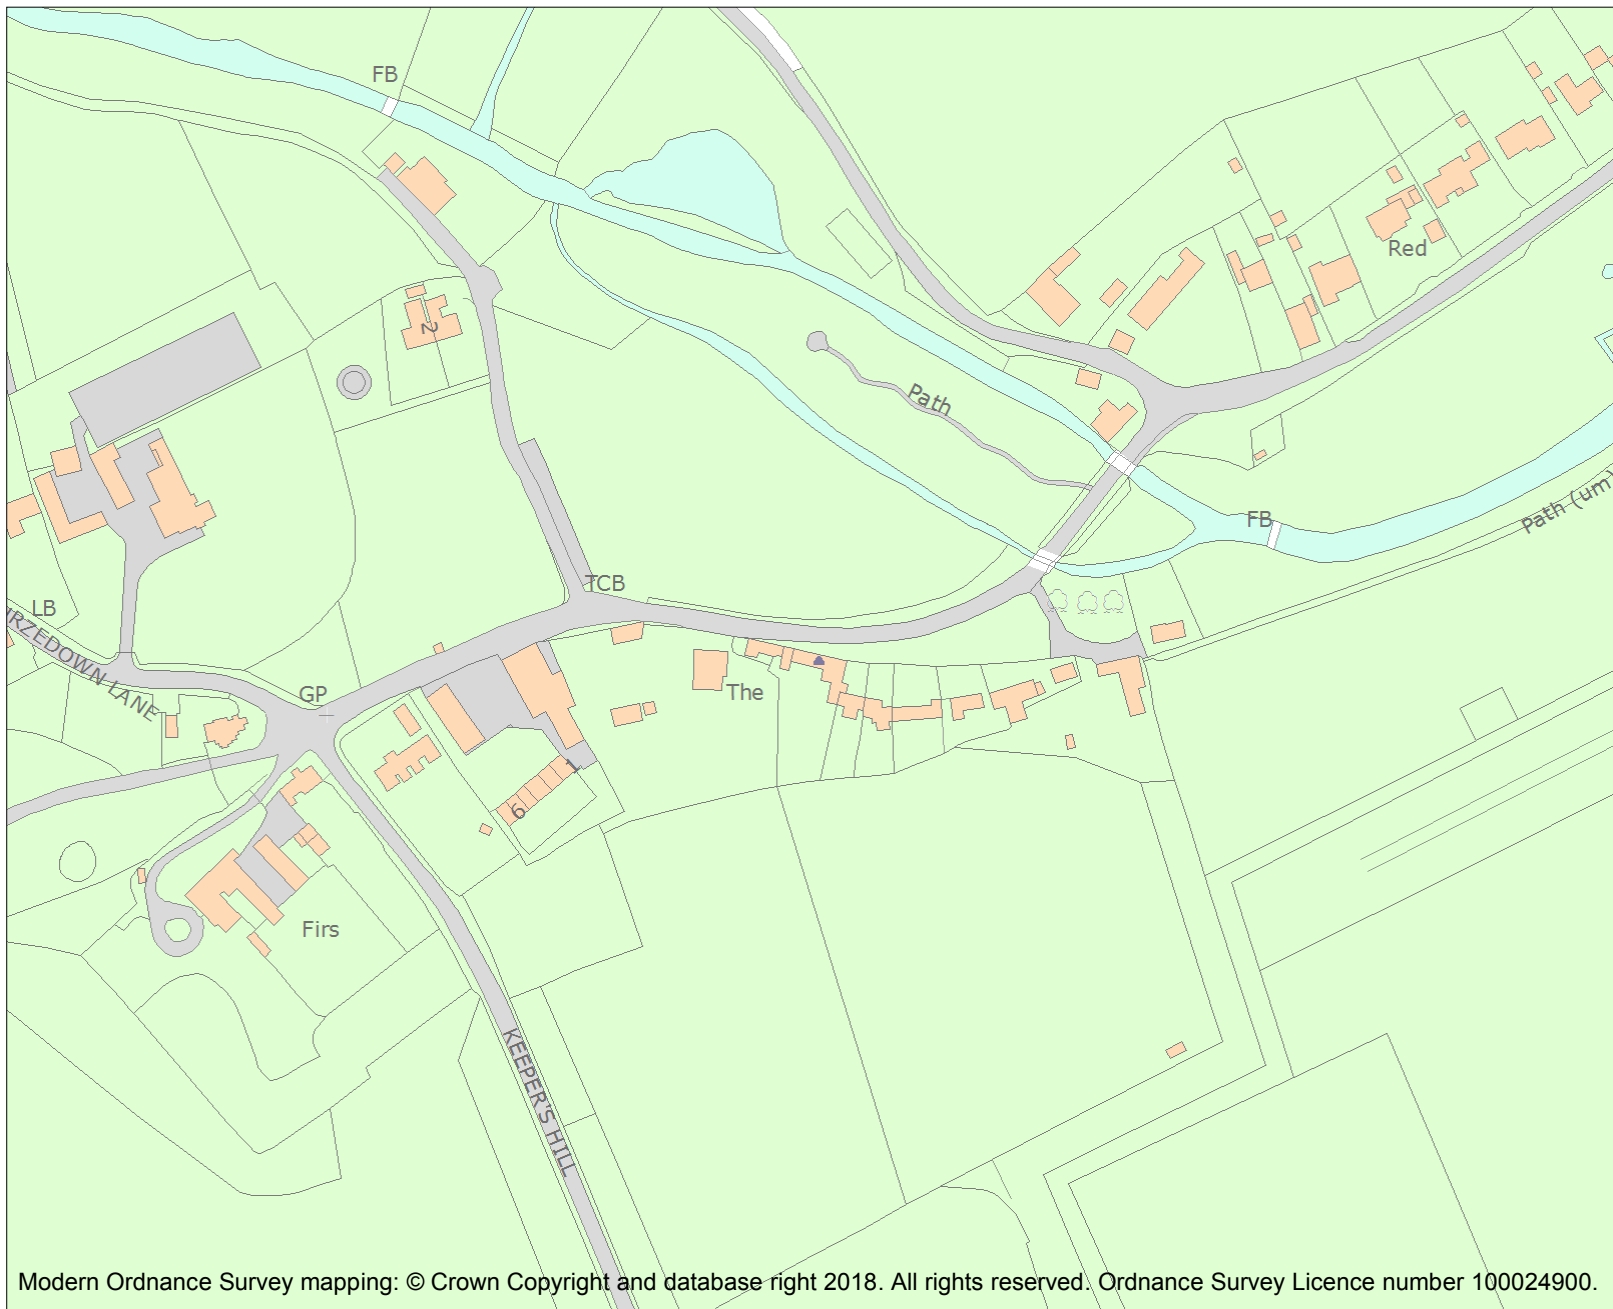 FB
Red
2
Path
FB
Path (um)
TCB
LB
URZEDOWN LANE
GP
The
1
6
Firs
KEEPER'S HILL
Modern Ordnance Survey mapping: © Crown Copyright and database right 2018. All rights reserved. Ordnance Survey Licence number 100024900.